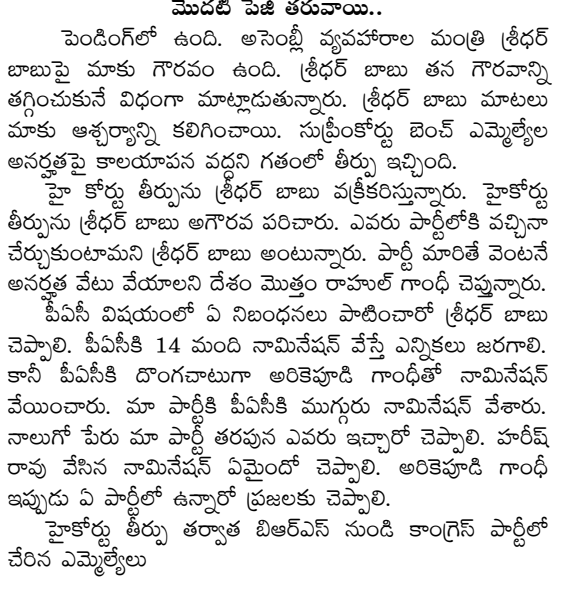 మొదటి పేజీ తరువాయి..
పెండింగ్‌లో ఉంది. అసెంబ్లీ వ్యవహారాల మంత్రి శ్రీధర్
బాబుపై మాకు గౌరవం ఉంది. శ్రీధర్ బాబు తన గౌరవాన్ని
తగ్గించుకునే విధంగా మాట్లాడుతున్నారు. శ్రీధర్ బాబు మాటలు
మాకు ఆశ్చర్యాన్ని కలిగించాయి. సుప్రీంకోర్టు బెంచ్ ఎమ్మెల్యేల
అనర్హతపై కాలయాపన వద్దని గతంలో తీర్పు ఇచ్చింది.
హై కోర్టు తీర్పును శ్రీధర్ బాబు వక్రీకరిస్తున్నారు. హైకోర్టు
తీర్పును శ్రీధర్ బాబు అగౌరవ పరిచారు. ఎవరు పార్టీలోకి వచ్చినా
చేర్చుకుంటామని శ్రీధర్ బాబు అంటున్నారు. పార్టీ మారితే వెంటనే
అనర్హత వేటు వేయాలని దేశం మొత్తం రాహుల్ గాంధీ చెప్తున్నారు.
పీఏసీ విషయంలో ఏ నిబంధనలు పాటించారో శ్రీధర్ బాబు
చెప్పాలి. పీఏసీకి 14 మంది నామినేషన్ వేస్తే ఎన్నికలు జరగాలి.
కానీ పీఏసీకి దొంగచాటుగా అరికెపూడి గాంధీతో నామినేషన్
వేయించారు. మా పార్టీకి పీఏసీకి ముగ్గురు నామినేషన్ వేశారు.
నాలుగో పేరు మా పార్టీ తరపున ఎవరు ఇచ్చారో చెప్పాలి. హరీష్
రావు వేసిన నామినేషన్ ఏమైందో చెప్పాలి. అరికెపూడి గాంధీ
ఇప్పుడు ఏ పార్టీలో ఉన్నారో ప్రజలకు చెప్పాలి.
హైకోర్టు తీర్పు తర్వాత బిఆర్ఎస్ నుండి కాంగ్రెస్ పార్టీలో
చేరిన ఎమ్మెల్యేలు